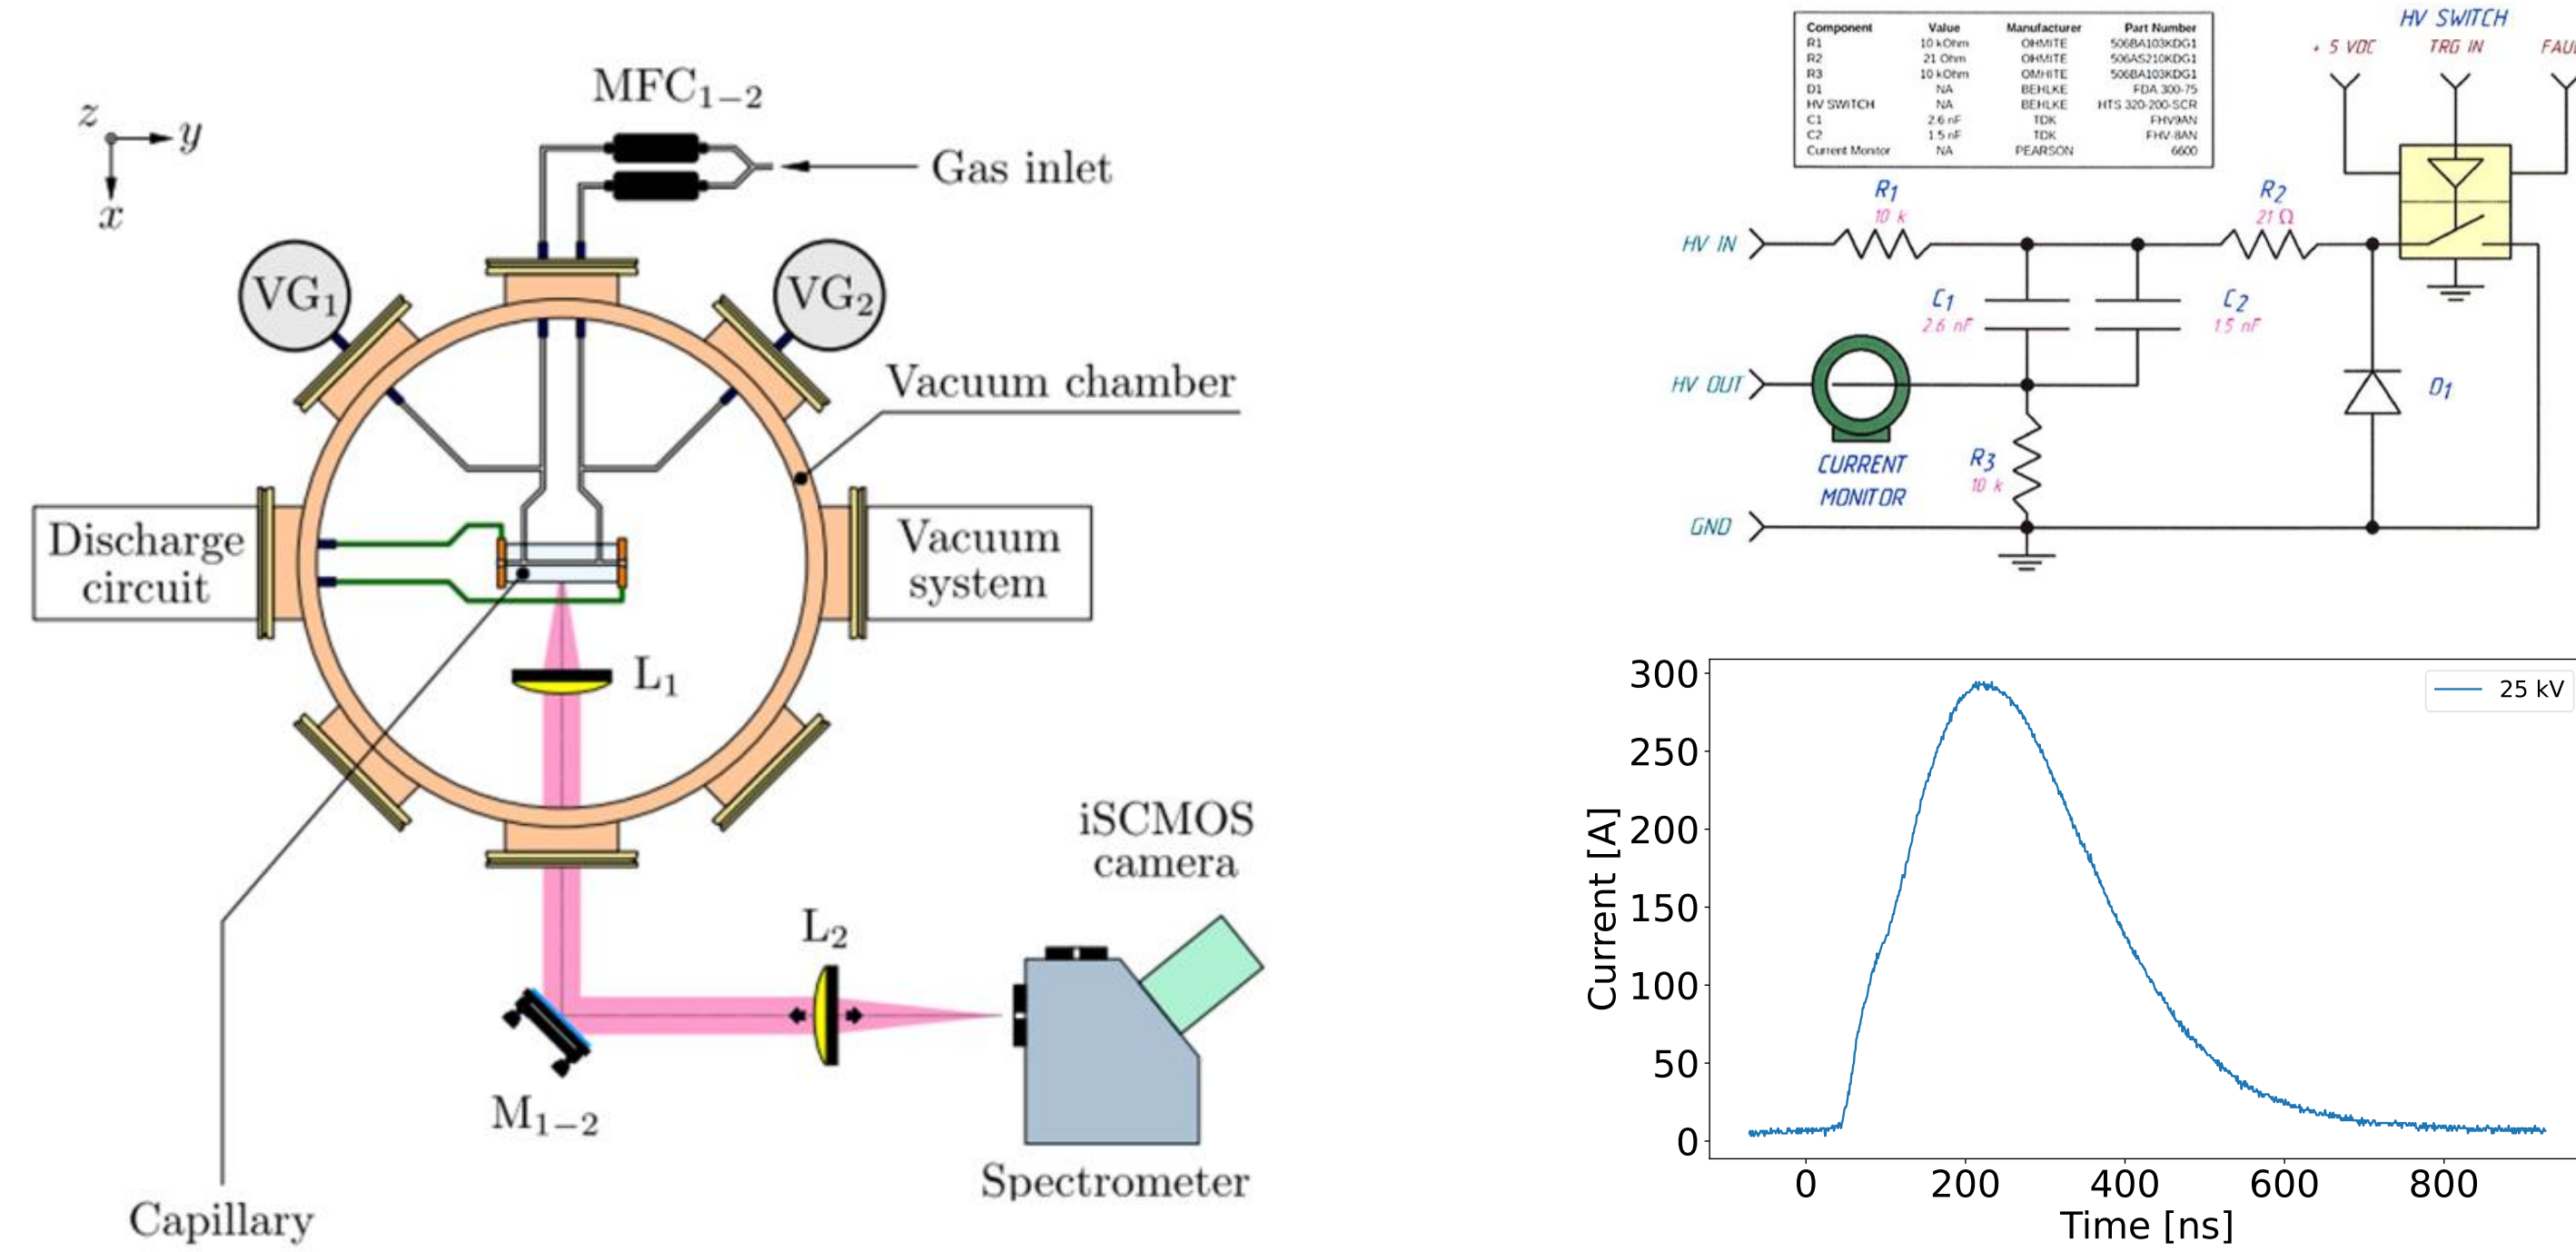 MFC1−2
z
y
x
Gas inlet
VG1
VG2
Vacuum chamber
Discharge
circuit
Vacuum
system
L1
iSCMOS
camera
L2
M1−2
Spectrometer
Capillary
Component Value Manufacturer Part Number
R1 10 kOhm OHMITE 506BA103KDG1
R2 21 Ohm OHMITE 506AS210KDG1
R3 10 kOhm OMHITE 506BA103KDG1
D1 NA BEHLKE FDA 300-75
HV SWITCH NA BEHLKE HTS 320-200-SCR
C1 2.6 nF TDK FHV9AN
C2 1.5 nF TDK FHV-8AN
Current Monitor NA PEARSON 6600
HV SWITCH
+ 5 VDC TRG IN FAU
R1
10 k
R2
21 Ω
HV IN
C1
2.6 nF
C2
1.5 nF
HV OUT
D1
CURRENT
MONITOR
R3
10 k
GND
25 kV
300
250
200
150
100
50
0
Current [A]
0 200 400 600 800
Time [ns]